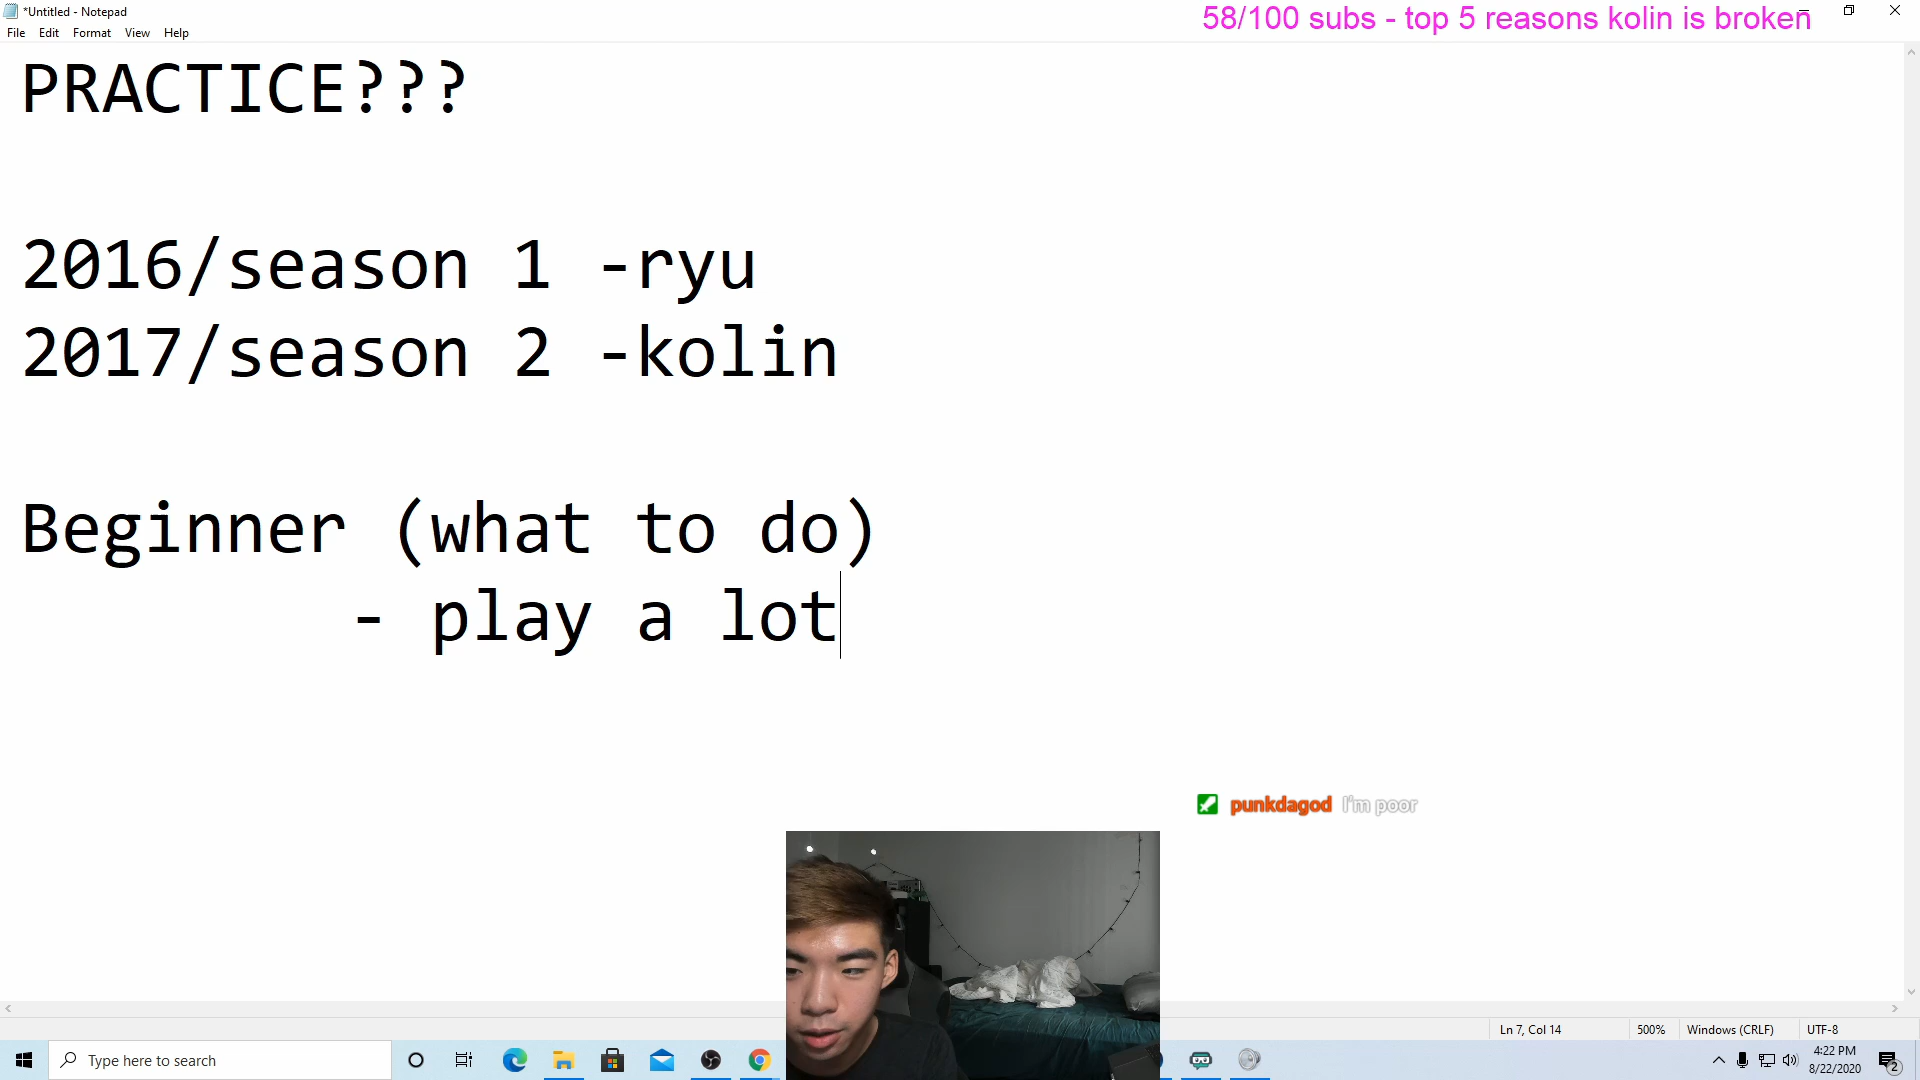 *Untitled - Notepad
58/100 subs - top 5 reasons kolin is broken
File Edit Format View Help
PRACTICE???
2016/season 1 -ryu
2017/season 2 -kolin
Beginner (what to do)
- play a lot
punkdagod I'm poor
Ln 7, Col 14
500%
Windows (CRLF)
UTF-8
Type here to search
4:22 PM
8/22/2020
2